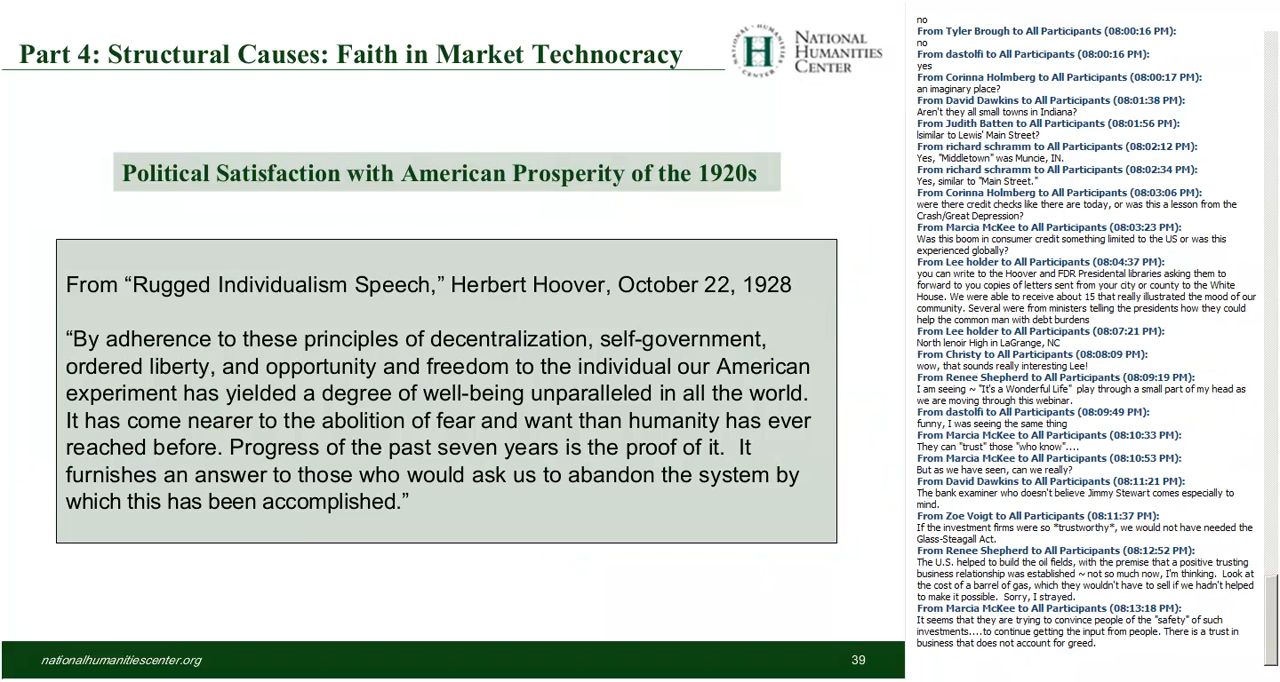 Part 4: Structural Causes: Faith in Market Technocracy
NATIONAL HUMANITIES CENTER
H
NATIONAL
HUMANITIES
CENTER
Political Satisfaction with American Prosperity of the 1920s
From “Rugged Individualism Speech,” Herbert Hoover, October 22, 1928
“By adherence to these principles of decentralization, self-government,
ordered liberty, and opportunity and freedom to the individual our American
experiment has yielded a degree of well-being unparalleled in all the world.
It has come nearer to the abolition of fear and want than humanity has ever
reached before. Progress of the past seven years is the proof of it.  It
furnishes an answer to those who would ask us to abandon the system by
which this has been accomplished.”
nationalhumanitiescenter.org
39
no
From Tyler Brough to All Participants (08:00:16 PM):
no
From dastolfi to All Participants (08:00:16 PM):
yes
From Corinna Holmberg to All Participants (08:00:17 PM):
an imaginary place?
From David Dawkins to All Participants (08:01:38 PM):
Aren't they all small towns in Indiana?
From Judith Batten to All Participants (08:01:56 PM):
Isimilar to Lewis' Main Street?
From richard schramm to All Participants (08:02:12 PM):
Yes, "Middletown" was Muncie, IN.
From richard schramm to All Participants (08:02:34 PM):
Yes, similar to "Main Street."
From Corinna Holmberg to All Participants (08:03:06 PM):
were there credit checks like there are today, or was this a lesson from the
Crash/Great Depression?
From Marcia McKee to All Participants (08:03:23 PM):
Was this boom in consumer credit something limited to the US or was this
experienced globally?
From Lee holder to All Participants (08:04:37 PM):
you can write to the Hoover and FDR Presidential libraries asking them to
forward to you copies of letters sent from your city or county to the White
House. We were able to receive about 15 that really illustrated the mood of our
community. Several were from ministers telling the presidents how they could
help the common man with debt burdens
From Lee holder to All Participants (08:07:21 PM):
North lenoir High in LaGrange, NC
From Christy to All Participants (08:08:09 PM):
wow, that sounds really interesting Lee!
From Renee Shepherd to All Participants (08:09:19 PM):
I am seeing ~ "It's a Wonderful Life"  play through a small part of my head as
we are moving through this webinar.
From dastolfi to All Participants (08:09:49 PM):
funny, I was seeing the same thing
From Marcia McKee to All Participants (08:10:33 PM):
They can "trust" those "who know"....
From Marcia McKee to All Participants (08:10:53 PM):
But as we have seen, can we really?
From David Dawkins to All Participants (08:11:21 PM):
The bank examiner who doesn't believe Jimmy Stewart comes especially to
mind.
From Zoe Voigt to All Participants (08:11:37 PM):
If the investment firms were so *trustworthy*, we would not have needed the
Glass-Steagall Act.
From Renee Shepherd to All Participants (08:12:52 PM):
The U.S. helped to build the oil fields, with the premise that a positive trusting
business relationship was established ~ not so much now, I'm thinking.  Look at
the cost of a barrel of gas, which they wouldn't have to sell if we hadn't helped
to make it possible.  Sorry, I strayed.
From Marcia McKee to All Participants (08:13:18 PM):
It seems that they are trying to convince people of the "safety" of such
investments....to continue getting the input from people. There is a trust in
business that does not account for greed.